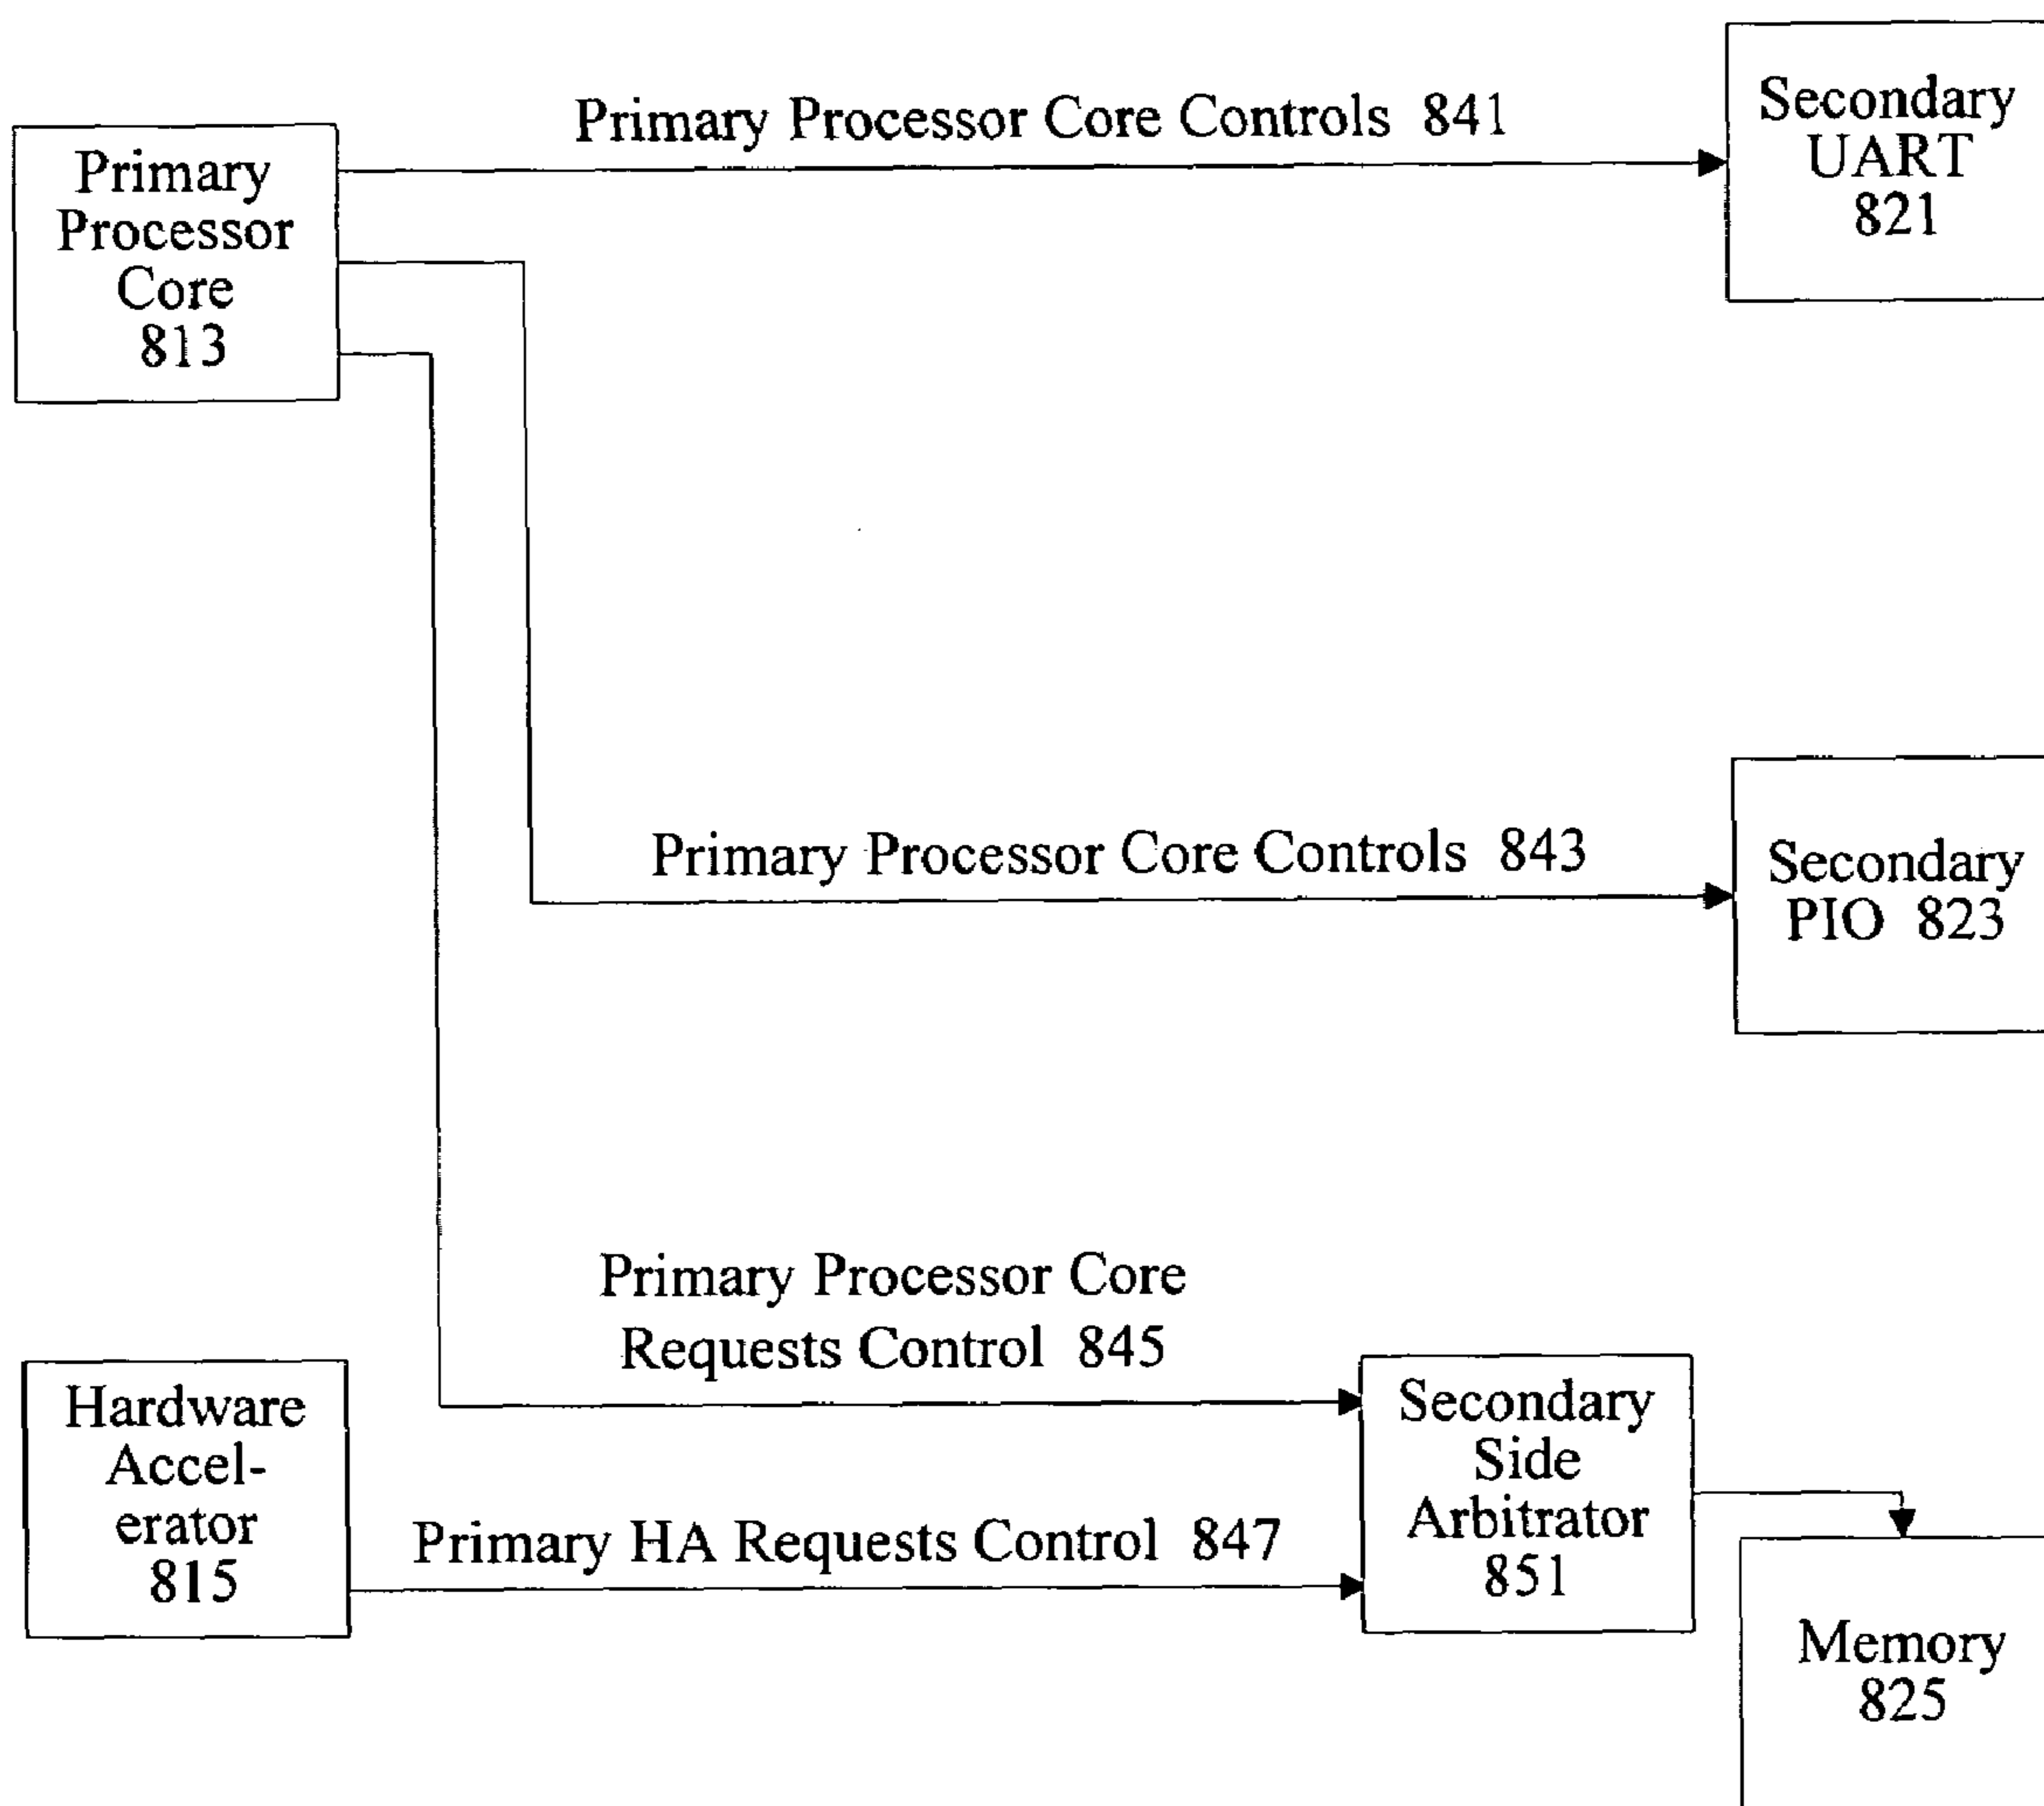 Primary Processor Core Controls 841
Secondary
UART
821
Primary
Processor
Core
813
Primary Processor Core Controls 843
Secondary
PIO 823
Primary Processor Core
Requests Control 845
Hardware
Accel-
erator
815
Primary HA Requests Control 847
Secondary
Side
Arbitrator
851
Memory
825